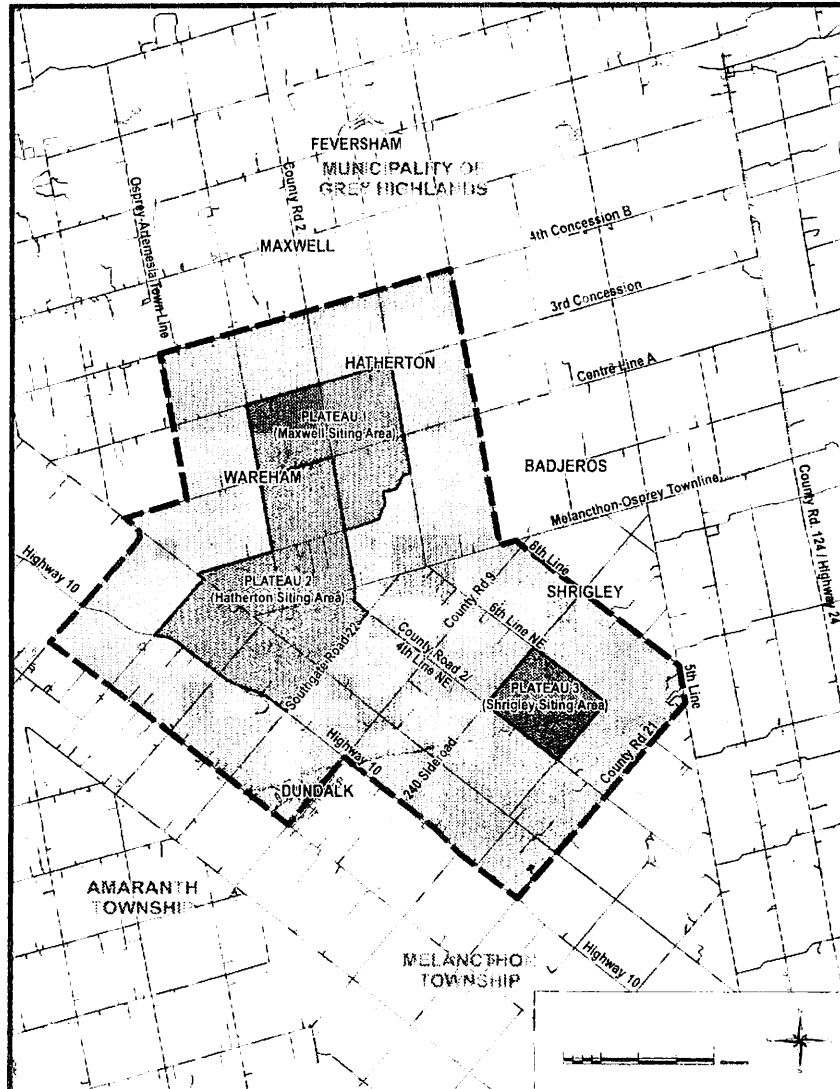 FEVERSHAM
MUNICIPALITY OF
GREY HIGHLANDS
County Rd 2
Osprey-Artemesia Town Line
MAXWELL
4th Concession B
3rd Concession
HATHERTON
Centre Line A
PLATEAU 1
(Maxwell Siting Area)
WAREHAM
BADJEROS
Melancthon-Osprey Townline
County Rd. 124 / Highway 24
Highway 10
8th Line
County Rd 9
SHRIGLEY
PLATEAU 2
(Hatherton Siting Area)
6th Line NE
County Road 2/
4th Line NE
Southgate Road 22
5th Line
PLATEAU 3
(Shrigley Siting Area)
County Rd 21
Highway 10
240 Sideroad
DUNDALK
AMARANTH
TOWNSHIP
MELANCTHON
TOWNSHIP
Highway 10